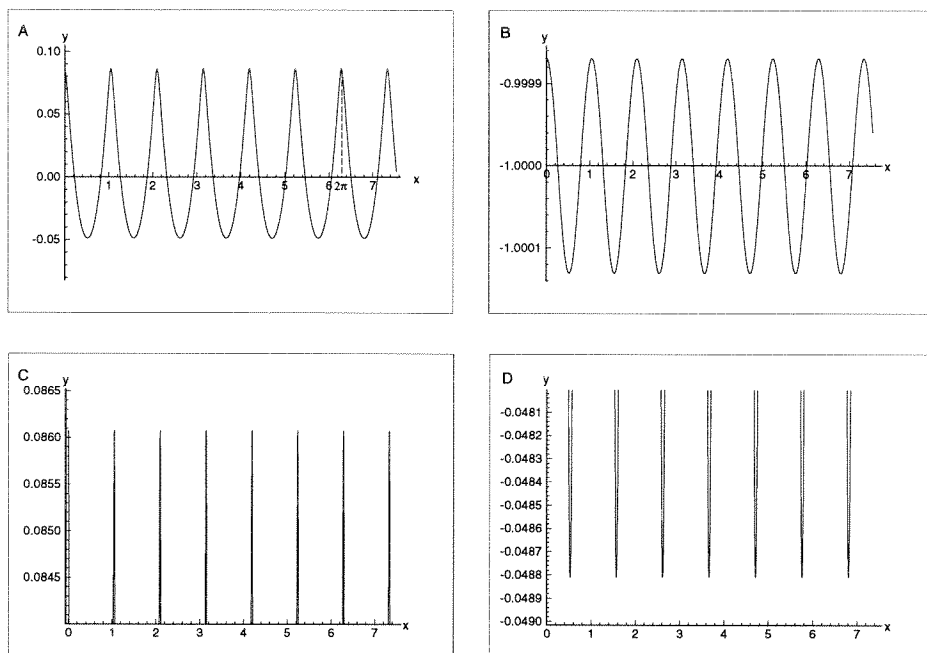 A
y
0.10
0.05
0.00
-0.05
1 2 3 4 5 6 2π 7 x
B
y
-0.9999
-1.0000
-1.0001
0 1 2 3 4 5 6 7 x
C
y
0.0865
0.0860
0.0855
0.0850
0.0845
0 1 2 3 4 5 6 7 x
D
y
-0.0481
-0.0482
-0.0483
-0.0484
-0.0485
-0.0486
-0.0487
-0.0488
-0.0489
-0.0490
0 1 2 3 4 5 6 7 x